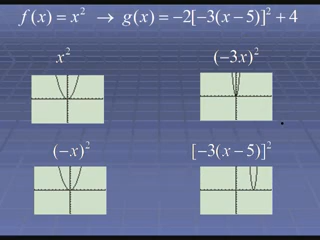 f(x) = x² → g(x) = −2[−3(x − 5)]² + 4
x²
(−3x)²
(−x)²
[−3(x − 5)]²